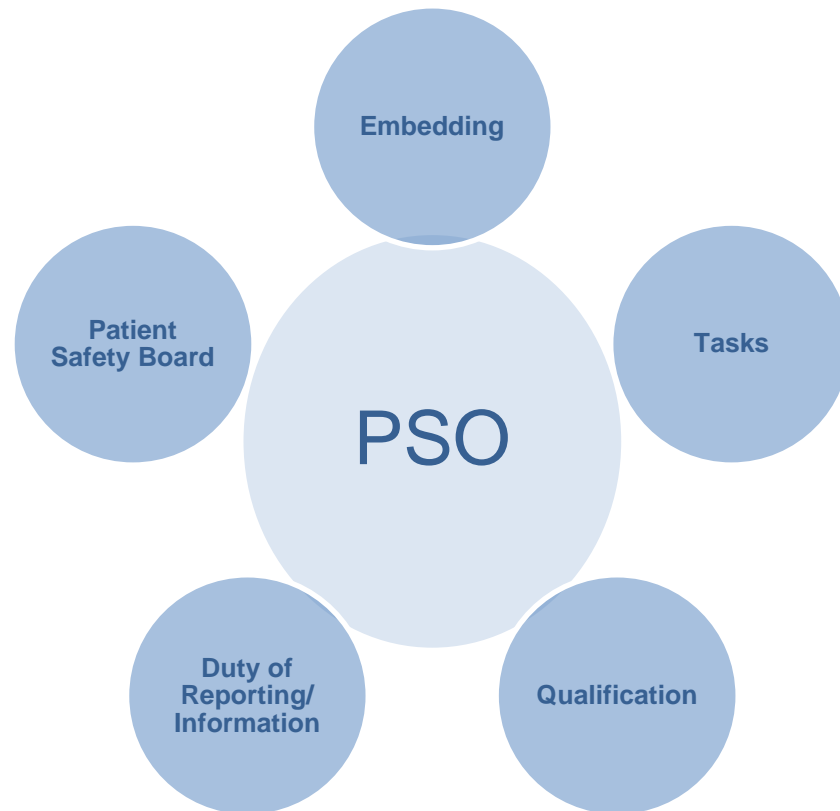 Embedding
Patient
Safety Board
Tasks
PSO
Duty of
Reporting/
Information
Qualification